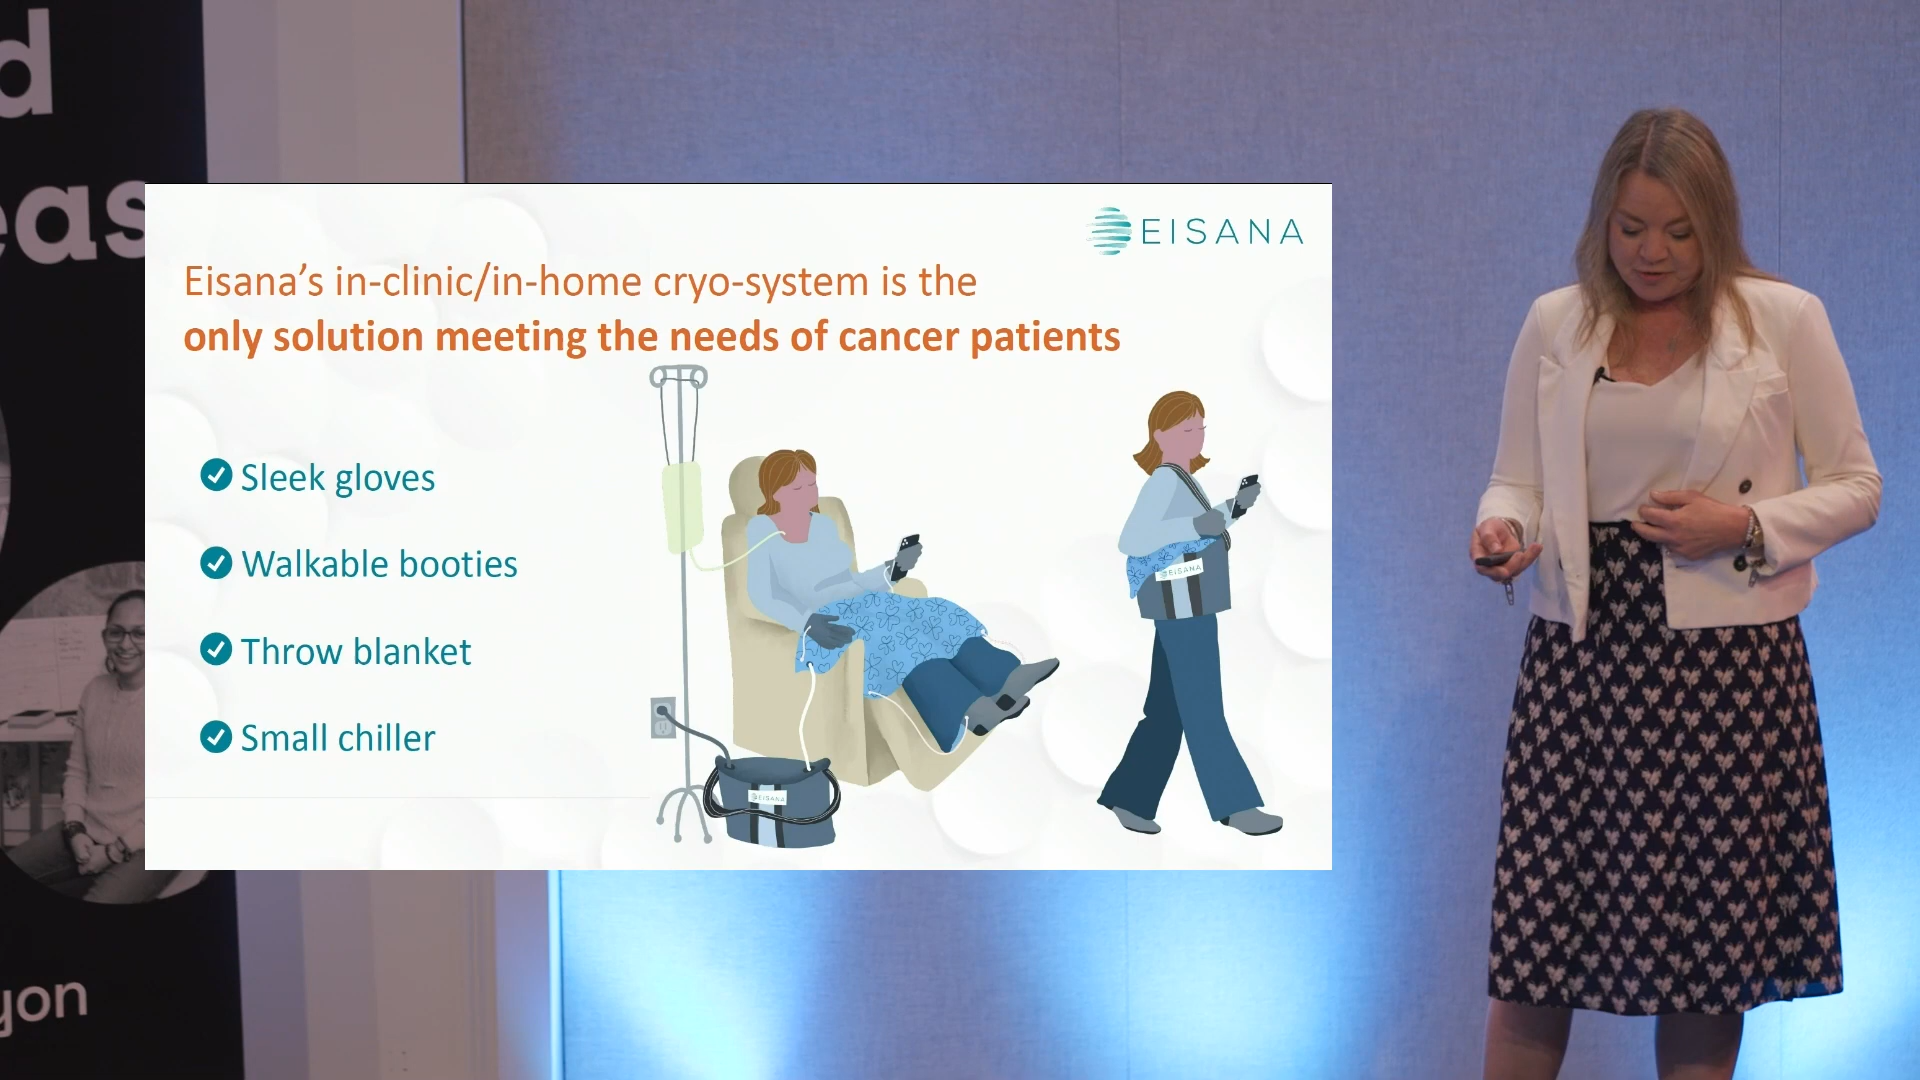 d
eas
yon
EISANA
Eisana’s in-clinic/in-home cryo-system is the
only solution meeting the needs of cancer patients
Sleek gloves
Walkable booties
Throw blanket
Small chiller
EISANA
EISANA